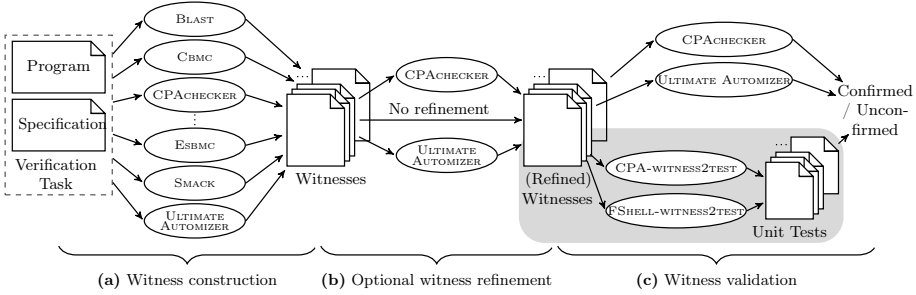 Program
Specification
Verification
Task
BLAST
CBMC
CPACHECKER
⋮
ESBMC
SMACK
ULTIMATE
AUTOMIZER
...
...
Witnesses
CPACHECKER
No refinement
ULTIMATE
AUTOMIZER
...
...
(Refined)
Witnesses
CPACHECKER
ULTIMATE AUTOMIZER
CPA-WITNESS2TEST
FSHELL-WITNESS2TEST
...
Unit Tests
Confirmed
/ Uncon-
firmed
(a) Witness construction
(b) Optional witness refinement
(c) Witness validation